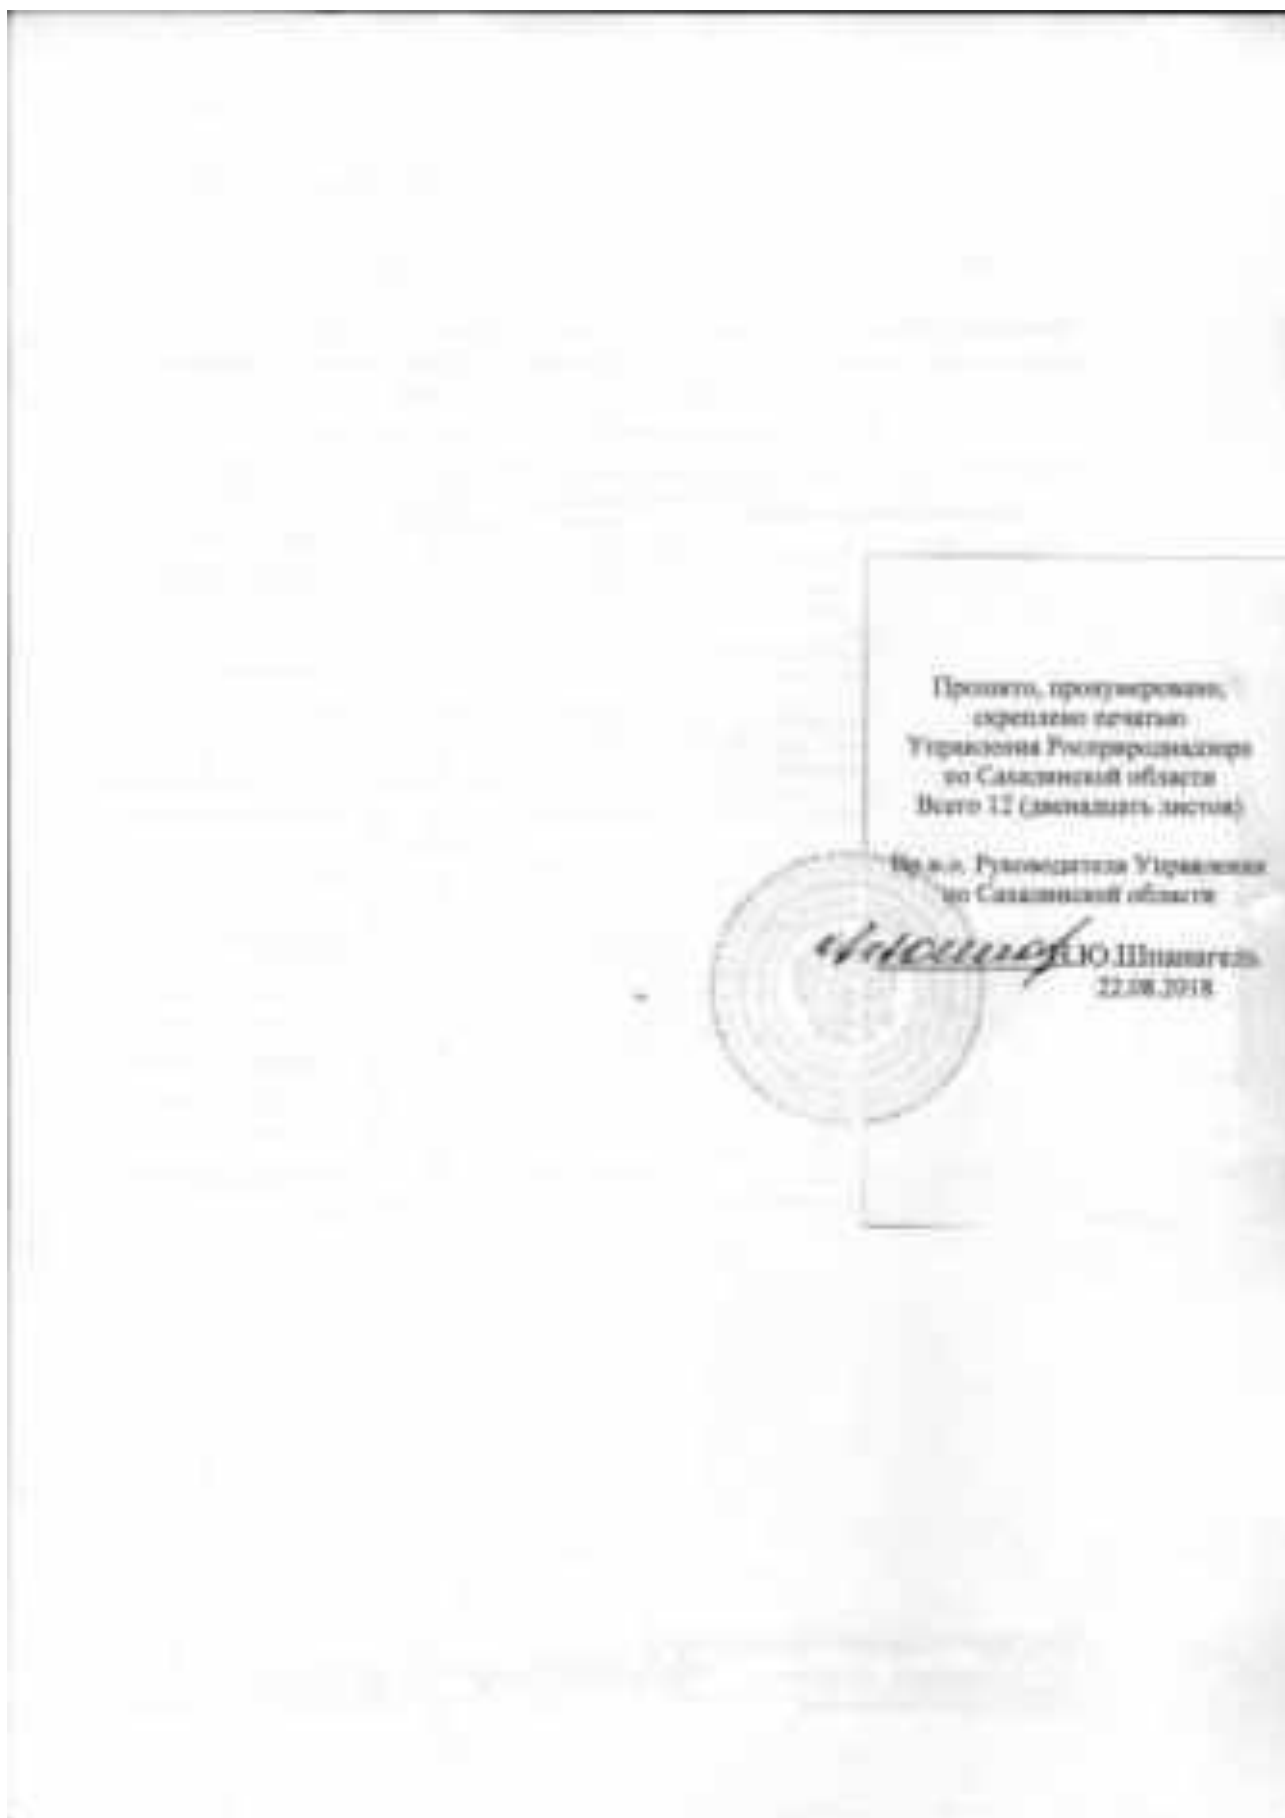 Прошито, пронумеровано,
скреплено печатью
Управления Росприроднадзора
по Сахалинской области
Всего 12 (двенадцать листов)
Вр.и.о. Руководителя Управления
по Сахалинской области
Ю.Шпанагель
22.08.2018